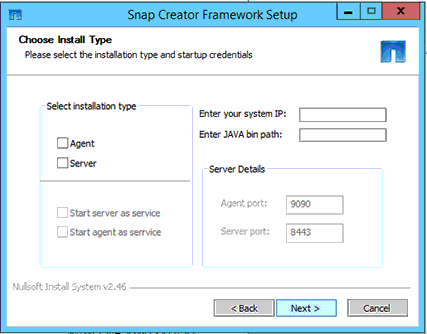 Snap Creator Framework Setup
Choose Install Type
Please select the installation type and startup credentials
Select installation type
Agent
Server
Start server as service
Start agent as serrvice
Enter your system IP:
Enter JAVA bin path:
Server Details
Agent port: 9090
Server port: 8443
Nullsoft Install System v2.46
< Back Next > Cancel